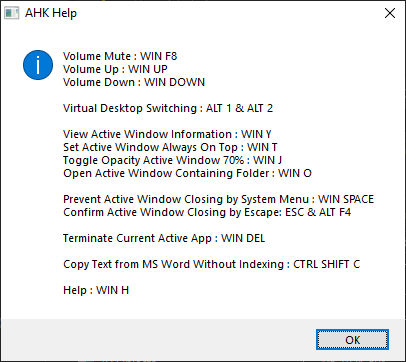 AHK Help
Volume Mute : WIN F8
Volume Up : WIN UP
Volume Down : WIN DOWN
Virtual Desktop Switching : ALT 1 & ALT 2
View Active Window Information : WIN Y
Set Active Window Always On Top : WIN T
Toggle Opacity Active Window 70% : WIN J
Open Active Window Containing Folder : WIN O
Prevent Active Window Closing by System Menu : WIN SPACE
Confirm Active Window Closing by Escape: ESC & ALT F4
Terminate Current Active App : WIN DEL
Copy Text from MS Word Without Indexing : CTRL SHIFT C
Help : WIN H
OK